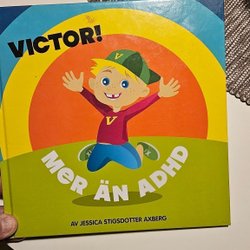 VICTOR!
V
V
MER ÄN ADHD
AV JESSICA STIGSDOTTER AXBERG